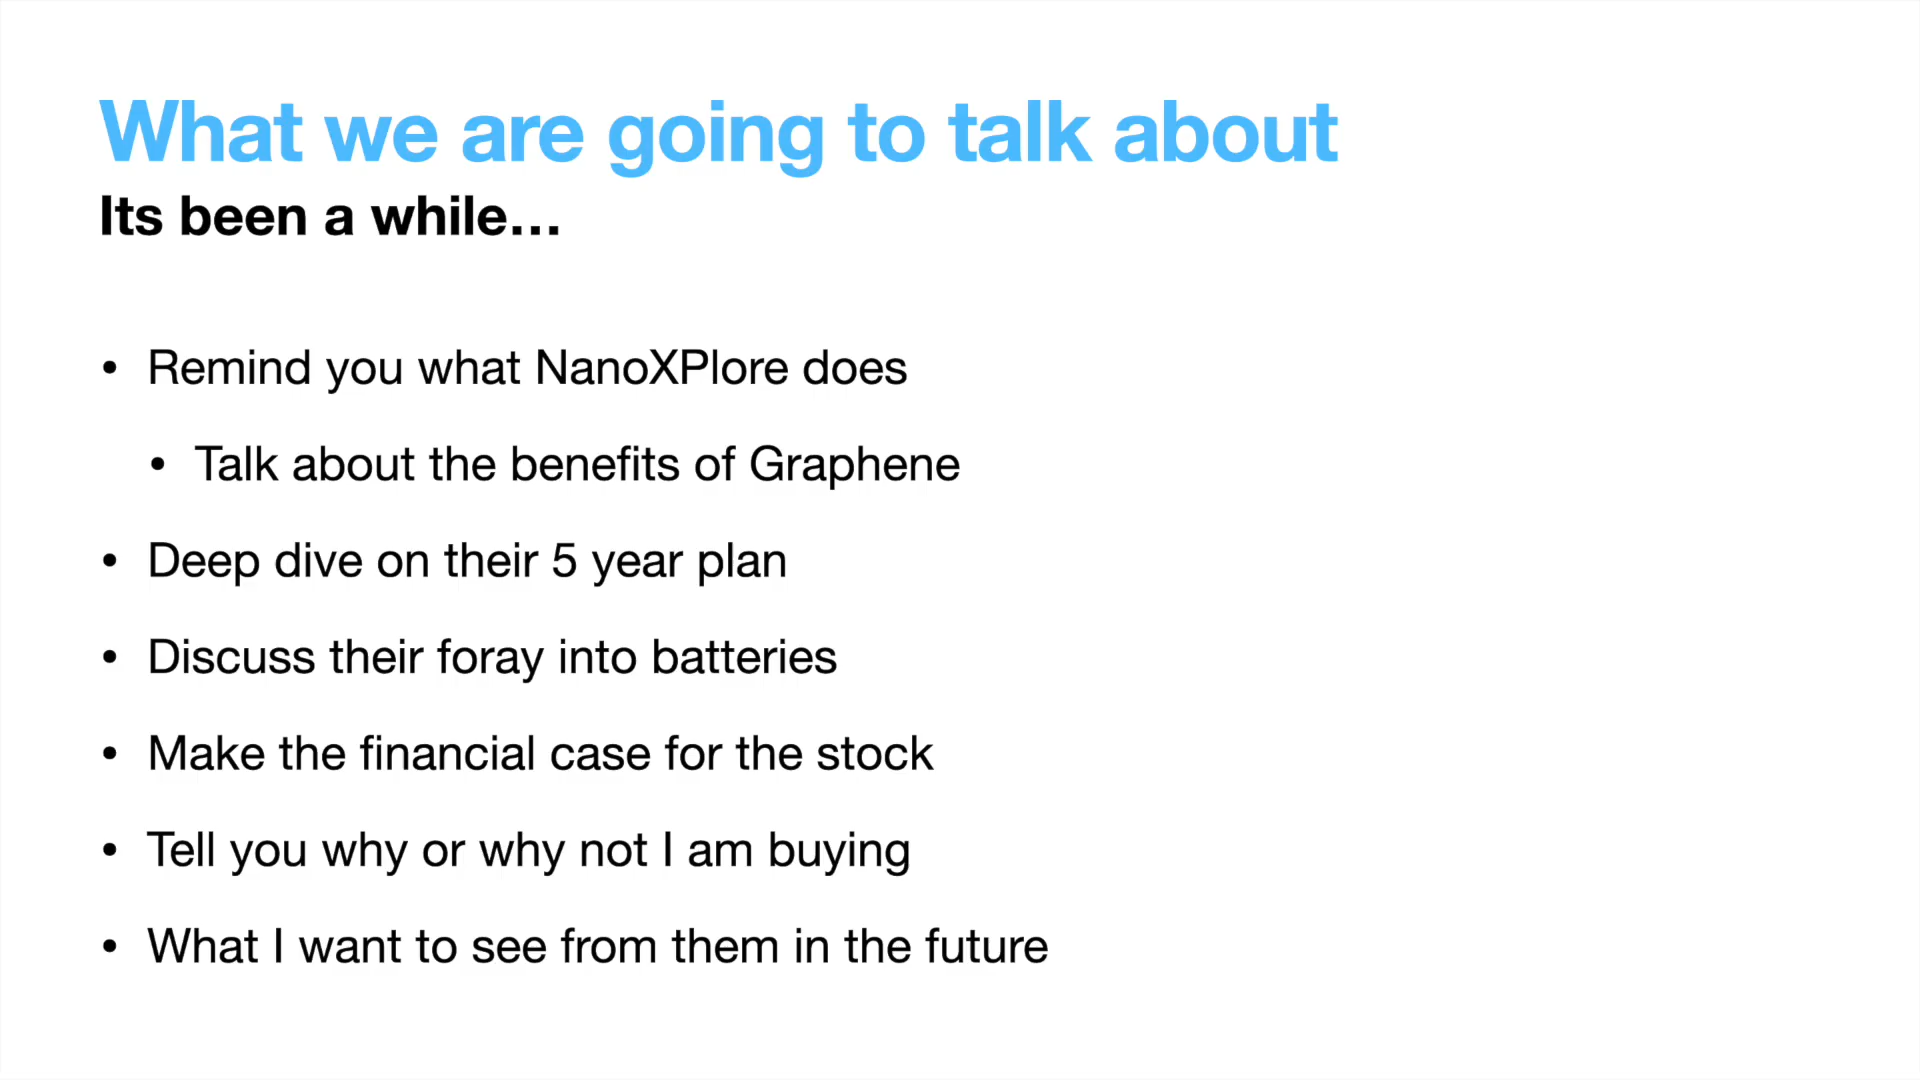 What we are going to talk about
Its been a while…
• Remind you what NanoXPlore does
• Talk about the benefits of Graphene
• Deep dive on their 5 year plan
• Discuss their foray into batteries
• Make the financial case for the stock
• Tell you why or why not I am buying
• What I want to see from them in the future